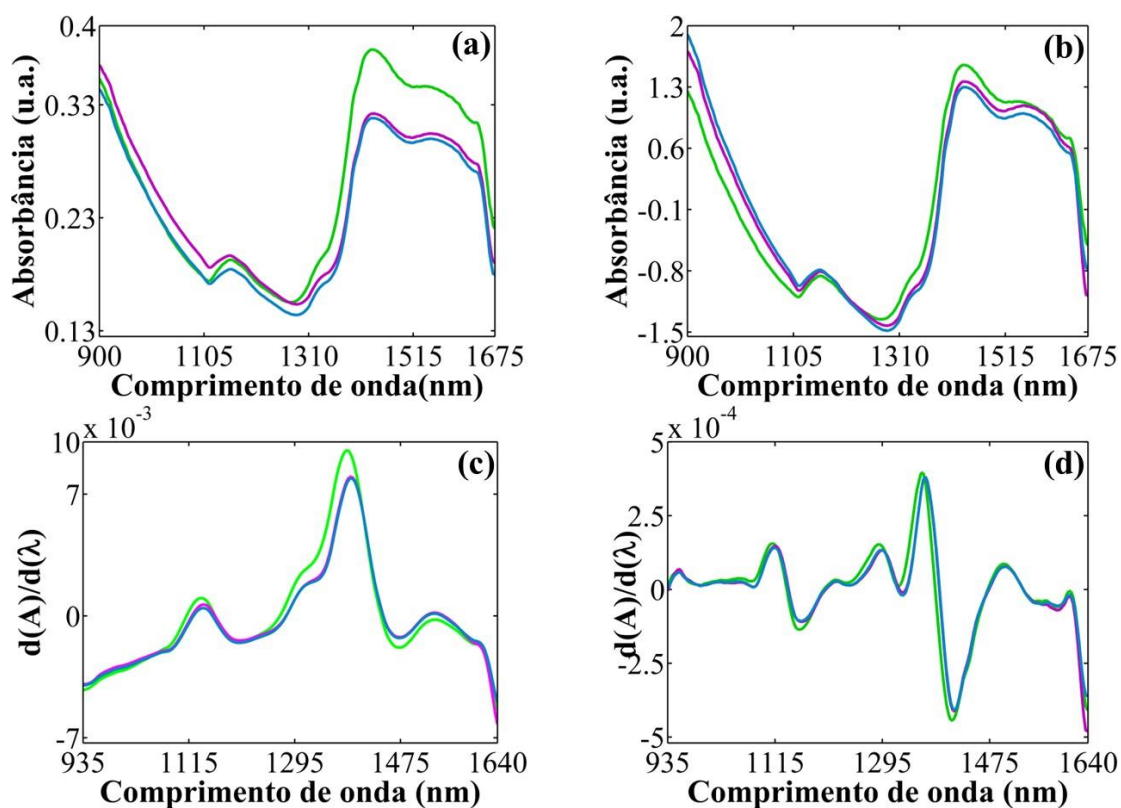 (a)
Absorbância (u.a.)
0.4
0.33
0.23
0.13
900 1105 1310 1515 1675
Comprimento de onda(nm)
(b)
Absorbância (u.a.)
2
1.3
0.6
-0.1
-0.8
-1.5
900 1105 1310 1515 1675
Comprimento de onda (nm)
(c)
d(A)/d(λ)
x 10-3
10
7
0
-7
935 1115 1295 1475 1640
Comprimento de onda (nm)
(d)
d(A)/d(λ)
x 10-4
5
2.5
0
-2.5
-5
935 1115 1295 1475 1640
Comprimento de onda (nm)